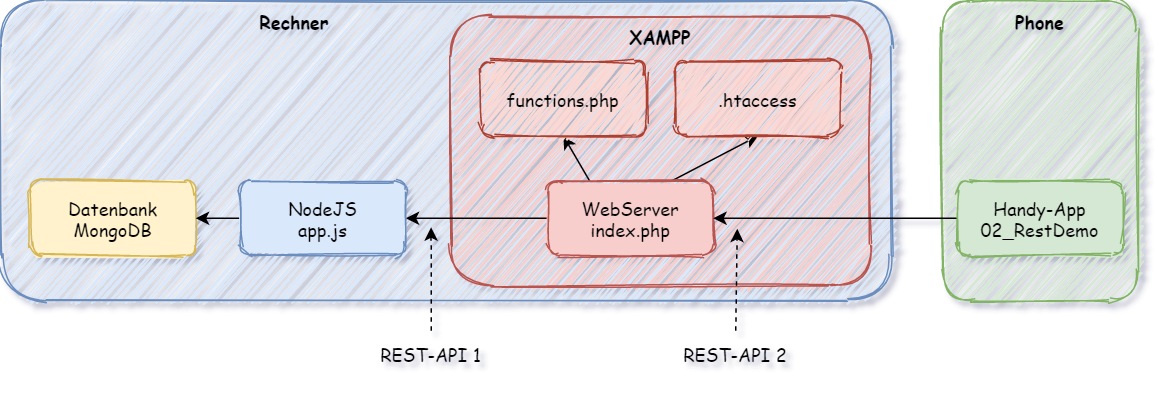 Rechner
XAMPP
Phone
functions.php
.htaccess
Datenbank
MongoDB
NodeJS
app.js
WebServer
index.php
Handy-App
02_RestDemo
REST-API 1
REST-API 2